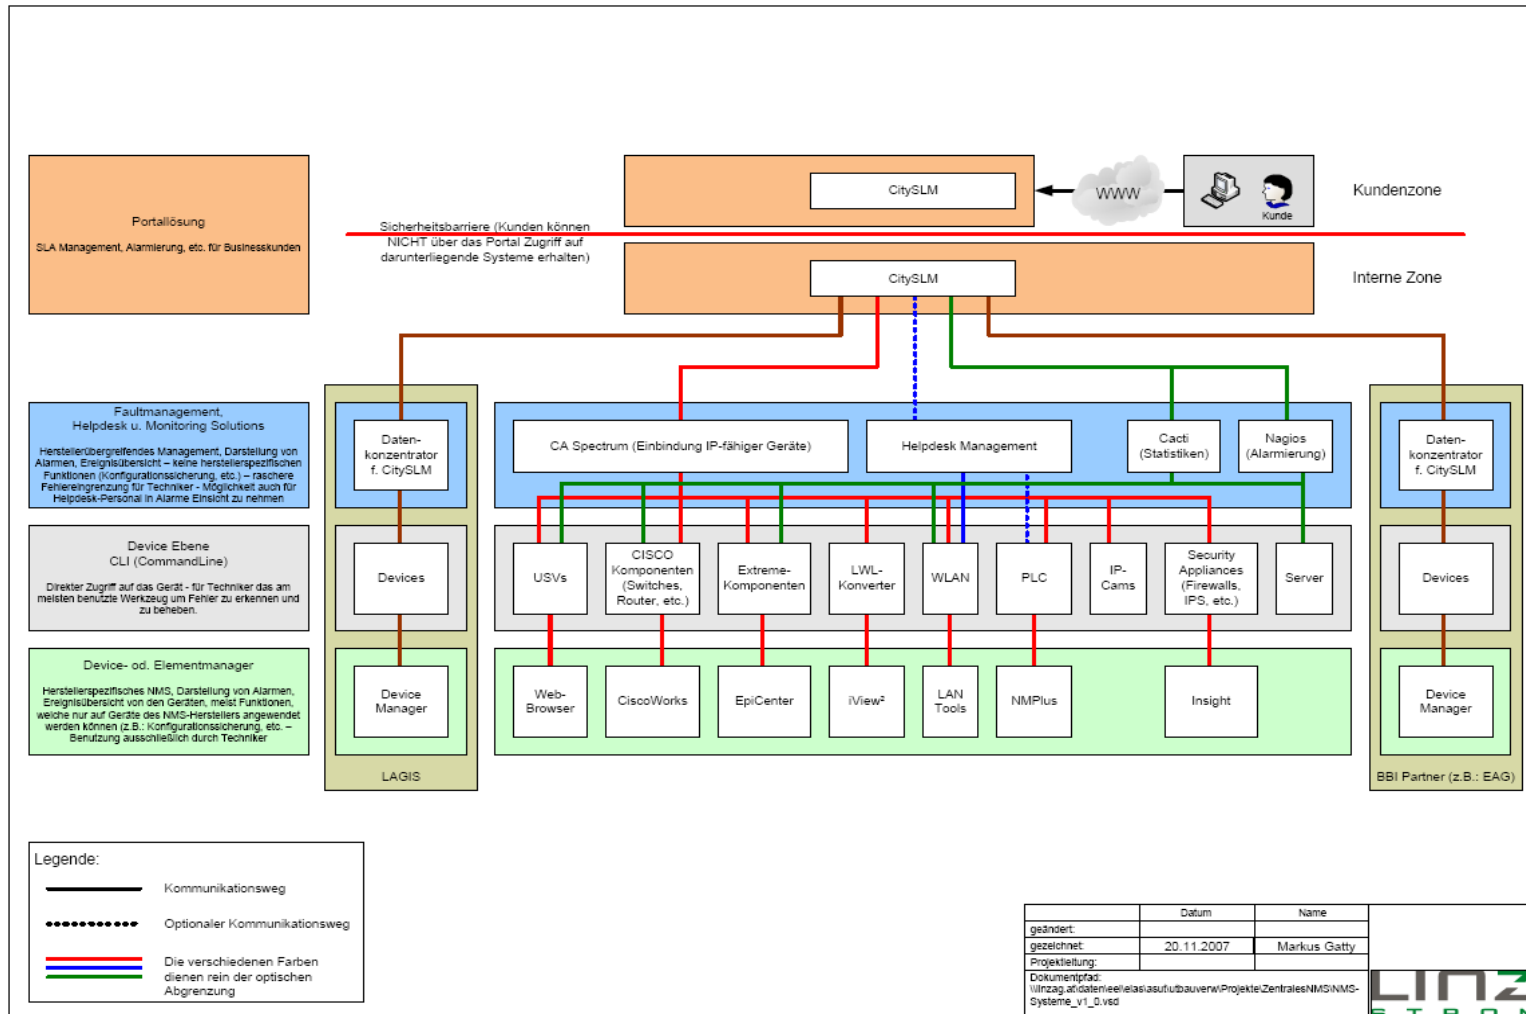 Portallösung
SLA Management, Alarmierung, etc. für Businesskunden
Sicherheitsbarriere (Kunden können
NICHT über das Portal Zugriff auf
darunterliegende Systeme erhalten)
CitySLM
WWW
Kunde
Kundenzone
CitySLM
Interne Zone
Faultmanagement,
Helpdesk u. Monitoring Solutions
Herstellerübergreifendes Management, Darstellung von
Alarmen, Ereignisübersicht – keine herstellerspezifischen
Funktionen (Konfigurationssicherung, etc.) – raschere
Fehlereingrenzung für Techniker - Möglichkeit auch für
Helpdesk-Personal in Alarme Einsicht zu nehmen
Daten-
konzentrator
f. CitySLM
CA Spectrum (Einbindung IP-fähiger Geräte)
Helpdesk Management
Cacti
(Statistiken)
Nagios
(Alarmierung)
Daten-
konzentrator
f. CitySLM
Device Ebene
CLI (CommandLine)
Direkter Zugriff auf das Gerät - für Techniker das am
meisten benutzte Werkzeug um Fehler zu erkennen und
zu beheben.
Devices
USVs
CISCO
Komponenten
(Switches,
Router, etc.)
Extreme-
Komponenten
LWL-
Konverter
WLAN
PLC
IP-
Cams
Security
Appliances
(Firewalls,
IPS, etc.)
Server
Devices
Device- od. Elementmanager
Herstellerspezifisches NMS, Darstellung von Alarmen,
Ereignisübersicht von den Geräten, meist Funktionen,
welche nur auf Geräte des NMS-Herstellers angewendet
werden können (z.B.: Konfigurationssicherung, etc. –
Benutzung ausschließlich durch Techniker
Device
Manager
Web-
Browser
CiscoWorks
EpiCenter
iView²
LAN
Tools
NMPlus
Insight
Device
Manager
LAGIS
BBI Partner (z.B.: EAG)
Legende:
Kommunikationsweg
Optionaler Kommunikationsweg
Die verschiedenen Farben
dienen rein der optischen
Abgrenzung
Datum
Name
geändert:
gezeichnet:
20.11.2007
Markus Gatty
Projektleitung:
Dokumentpfad:
Systeme_v1_0.vsd
LINZ
STROM